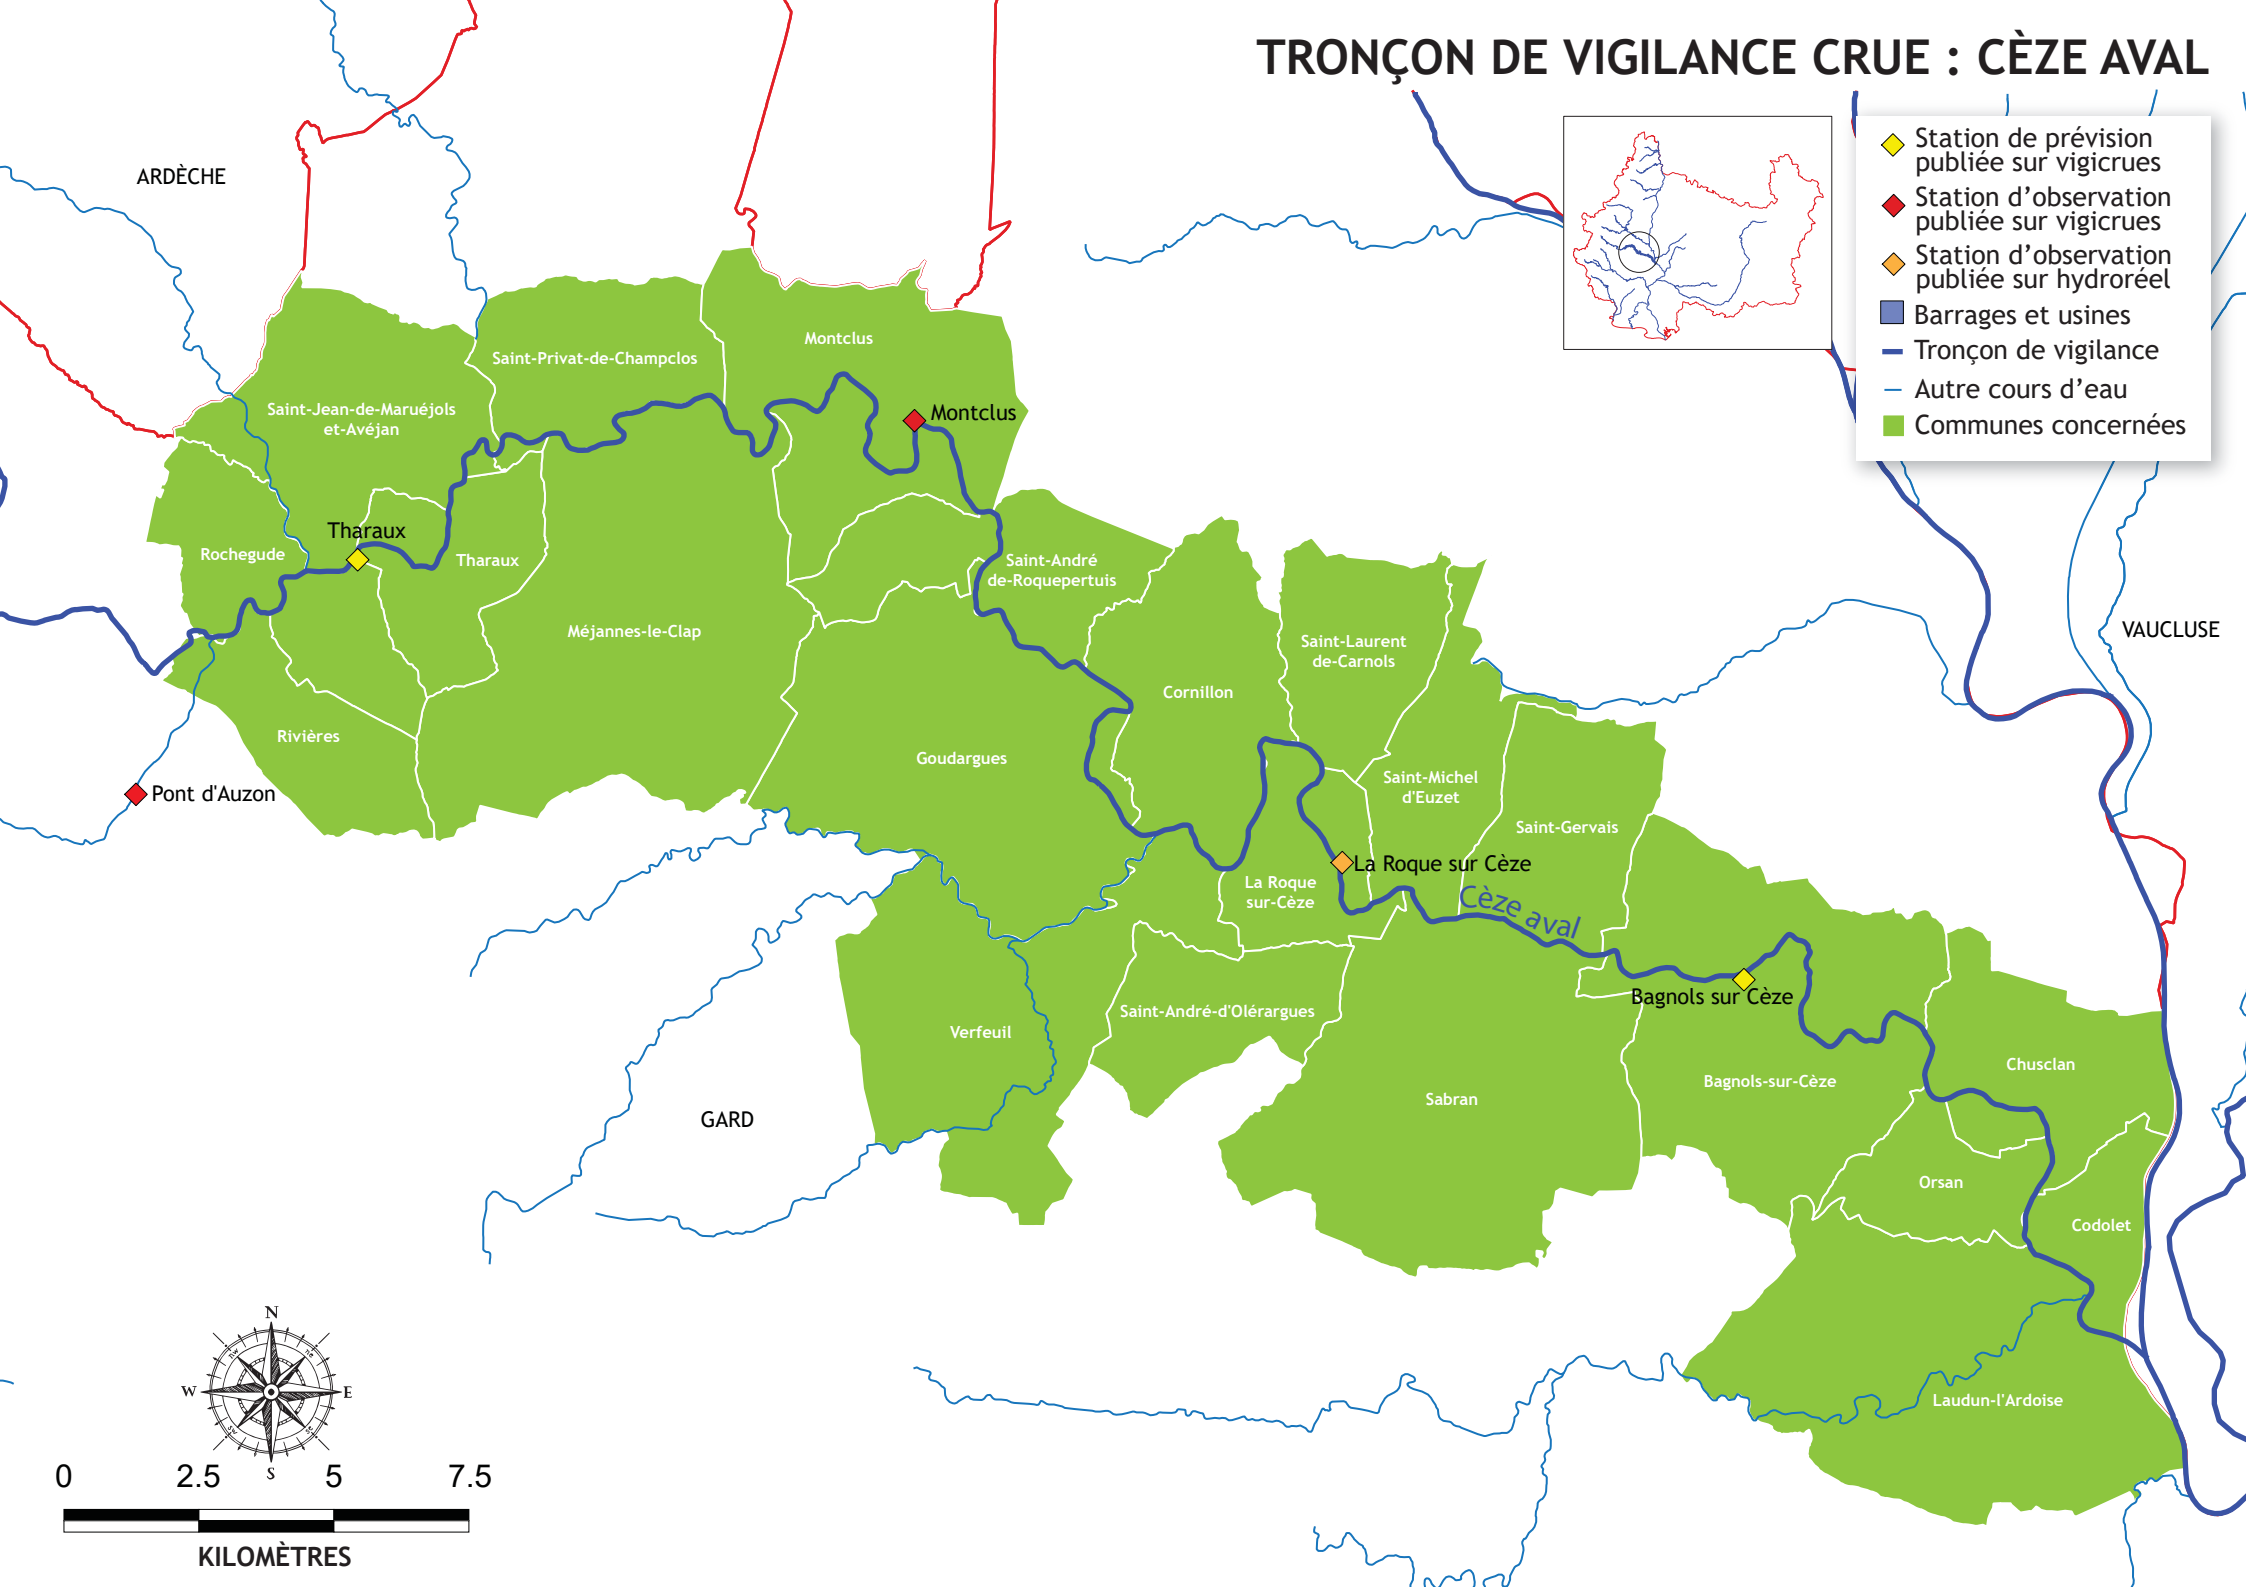 TRONÇON DE VIGILANCE CRUE : CÈZE AVAL
Station de prévision
publiée sur vigicrues
Station d’observation
publiée sur vigicrues
Station d’observation
publiée sur hydroréel
Barrages et usines
Tronçon de vigilance
Autre cours d’eau
Communes concernées
ARDÈCHE
Montclus
Saint-Privat-de-Champclos
Saint-Jean-de-Maruéjols
et-Avéjan
Montclus
Tharaux
Rochegude
Tharaux
Saint-André
de-Roquepertuis
Méjannes-le-Clap
VAUCLUSE
Saint-Laurent
de-Carnols
Cornillon
Rivières
Goudargues
Saint-Michel
d'Euzet
Pont d'Auzon
Saint-Gervais
La Roque sur Cèze
La Roque
sur-Cèze
Cèze aval
Bagnols sur Cèze
Saint-André-d'Olérargues
Verfeuil
Chusclan
Bagnols-sur-Cèze
Sabran
GARD
Orsan
Codolet
Laudun-l'Ardoise
N
W
E
S
0 2.5 5 7.5
KILOMÈTRES